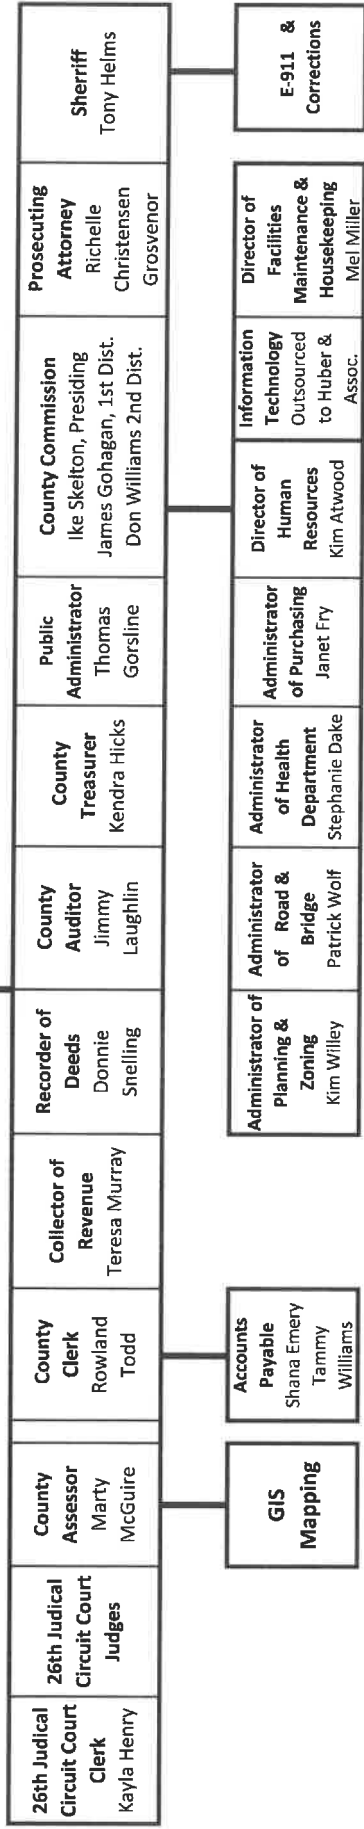 26th Judical
Circuit Court
Clerk
Kayla Henry
26th Judical
Circuit Court
Judges
County
Assessor
Marty
McGuire
County
Clerk
Rowland
Todd
Collector of
Revenue
Teresa Murray
Recorder of
Deeds
Donnie
Snelling
County
Auditor
Jimmy
Laughlin
County
Treasurer
Kendra Hicks
Public
Administrator
Thomas
Gorsline
County Commission
Ike Skelton, Presiding
James Gohagan, 1st Dist.
Don Williams 2nd Dist.
Prosecuting
Attorney
Richelle
Christensen
Grosvenor
Sherriff
Tony Helms
GIS
Mapping
Accounts
Payable
Shana Emery
Tammy
Williams
Administrator of
Planning &
Zoning
Kim Willey
Administrator
of Road &
Bridge
Patrick Wolf
Administrator
of Health
Department
Stephanie Dake
Administrator
of Purchasing
Janet Fry
Director of
Human
Resources
Kim Atwood
Information
Technology
Outsourced
to Huber &
Assoc.
Director of
Facilities
Maintenance &
Housekeeping
Mel Miller
E-911 &
Corrections